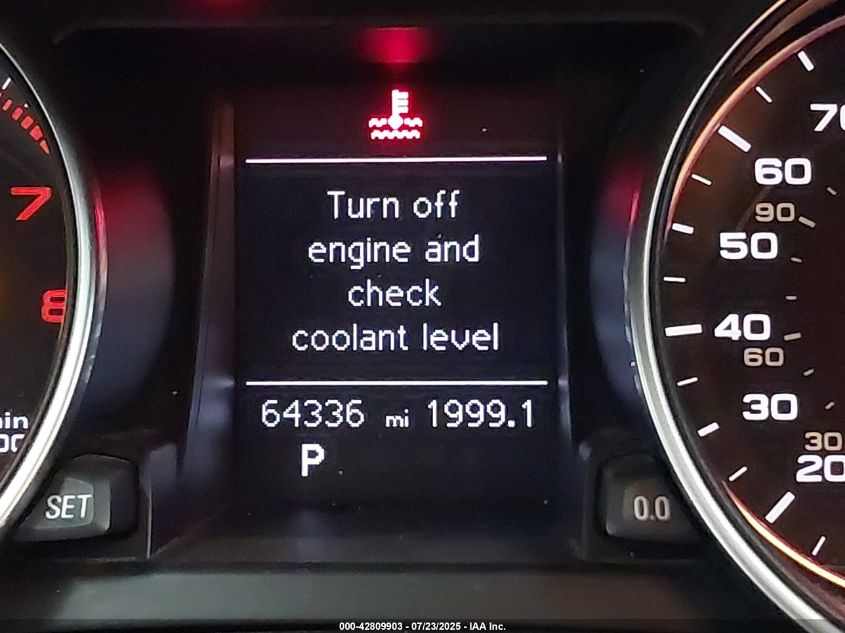 Turn off
engine and
check
coolant level
64336 mi 1999.1
P
7
8
SET
0.0
60
90
50
40
60
30
30
20
000-42809903 - 07/23/2025 - IAA Inc.